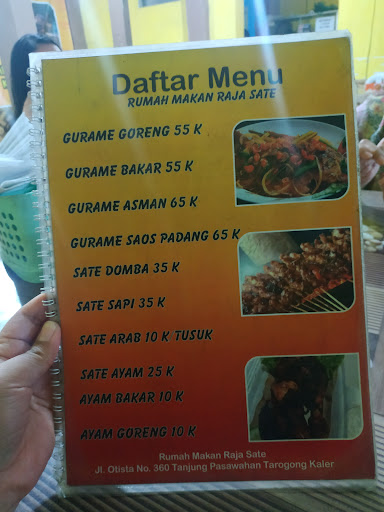 Daftar Menu
RUMAH MAKAN RAJA SATE
GURAME GORENG 55 K
GURAME BAKAR 55 K
GURAME ASMAN 65 K
GURAME SAOS PADANG 65 K
SATE DOMBA 35 K
SATE SAPI 35 K
SATE ARAB 10 K TUSUK
SATE AYAM 25 K
AYAM BAKAR 10 K
AYAM GORENG 10 K
Rumah Makan Raja Sate
Jl. Otista No. 360 Tanjung Pasawahan Tarogong Kaler